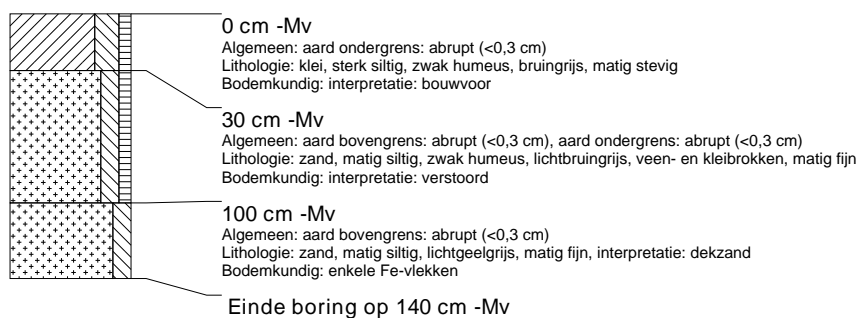 0 cm -Mv
Algemeen: aard ondergrens: abrupt (<0,3 cm)
Lithologie: klei, sterk siltig, zwak humeus, bruingrijs, matig stevig
Bodemkundig: interpretatie: bouwvoor
30 cm -Mv
Algemeen: aard bovengrens: abrupt (<0,3 cm), aard ondergrens: abrupt (<0,3 cm)
Lithologie: zand, matig siltig, zwak humeus, lichtbruingrijs, veen- en kleibrokken, matig fijn
Bodemkundig: interpretatie: verstoord
100 cm -Mv
Algemeen: aard bovengrens: abrupt (<0,3 cm)
Lithologie: zand, matig siltig, lichtgeelgrijs, matig fijn, interpretatie: dekzand
Bodemkundig: enkele Fe-vlekken
Einde boring op 140 cm -Mv